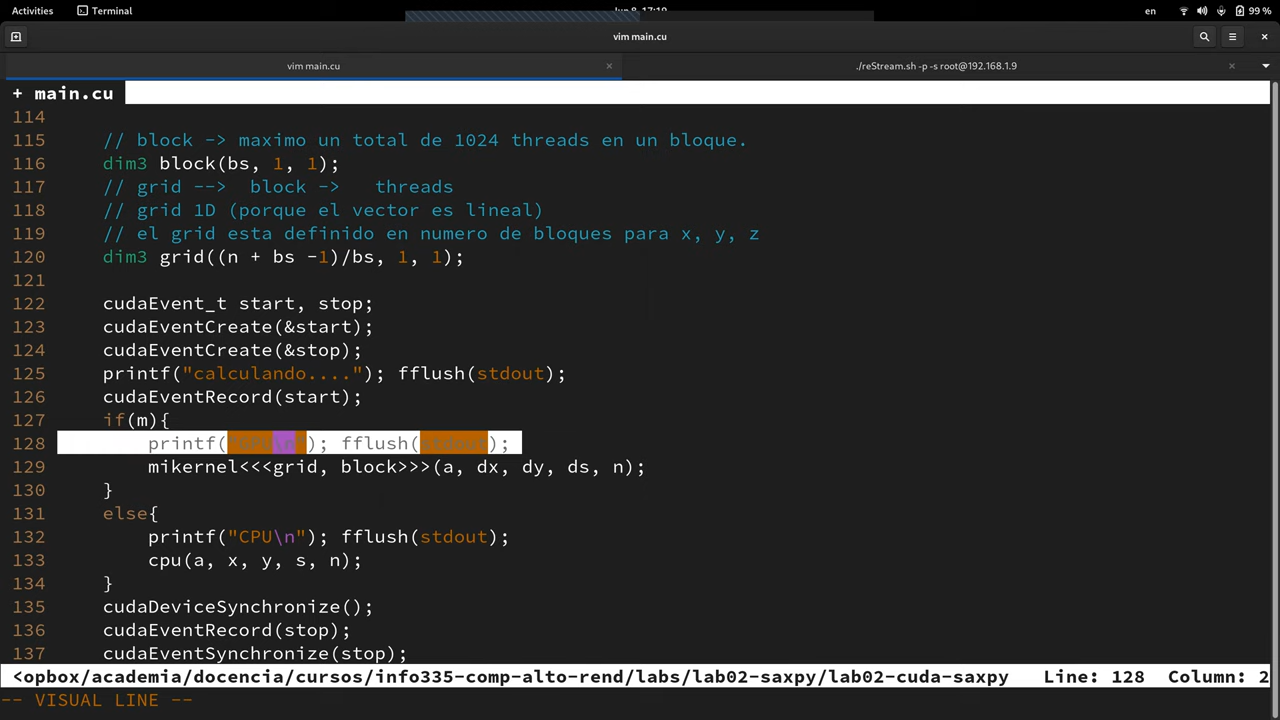 Activities Terminal lun 8, 17:19 en 99 %
vim main.cu
vim main.cu × ./reStream.sh -p -s root@192.168.1.9 ×
+ main.cu
114
115 // block -> maximo un total de 1024 threads en un bloque.
116 dim3 block(bs, 1, 1);
117 // grid --> block -> threads
118 // grid 1D (porque el vector es lineal)
119 // el grid esta definido en numero de bloques para x, y, z
120 dim3 grid((n + bs -1)/bs, 1, 1);
121
122 cudaEvent_t start, stop;
123 cudaEventCreate(&start);
124 cudaEventCreate(&stop);
125 printf("calculando...."); fflush(stdout);
126 cudaEventRecord(start);
127 if(m){
128 printf("GPU\n"); fflush(stdout);
129 mikernel<<<grid, block>>>(a, dx, dy, ds, n);
130 }
131 else{
132 printf("CPU\n"); fflush(stdout);
133 cpu(a, x, y, s, n);
134 }
135 cudaDeviceSynchronize();
136 cudaEventRecord(stop);
137 cudaEventSynchronize(stop);
<opbox/academia/docencia/cursos/info335-comp-alto-rend/labs/lab02-saxpy/lab02-cuda-saxpy Line: 128 Column: 2
-- VISUAL LINE --